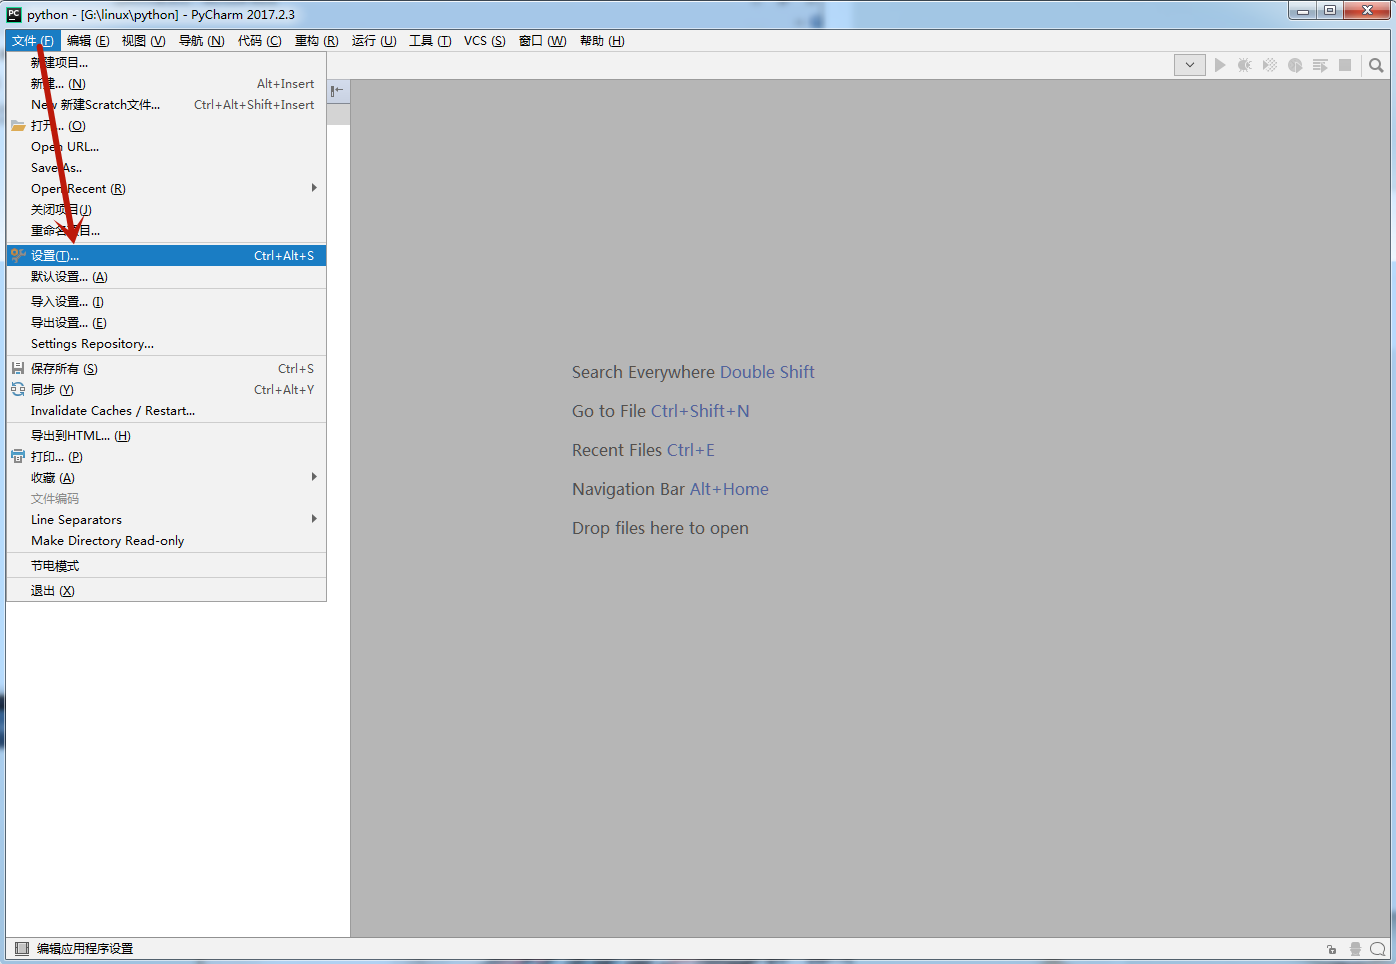 PC python - [G:\linux\python] - PyCharm 2017.2.3
文件 (F) 编辑 (E) 视图 (V) 导航 (N) 代码 (C) 重构 (R) 运行 (U) 工具 (T) VCS (S) 窗口 (W) 帮助 (H)
新建项目...
新建... (N) Alt+Insert
New 新建Scratch文件... Ctrl+Alt+Shift+Insert
打开... (O)
Open URL...
Save As..
Open Recent (R)
关闭项目(J)
重命名项目...
设置(T)... Ctrl+Alt+S
默认设置... (A)
导入设置... (I)
导出设置... (E)
Settings Repository...
保存所有 (S) Ctrl+S
同步 (Y) Ctrl+Alt+Y
Invalidate Caches / Restart...
导出到HTML... (H)
打印... (P)
收藏 (A)
文件编码
Line Separators
Make Directory Read-only
节电模式
退出 (X)
Search Everywhere Double Shift
Go to File Ctrl+Shift+N
Recent Files Ctrl+E
Navigation Bar Alt+Home
Drop files here to open
编辑应用程序设置